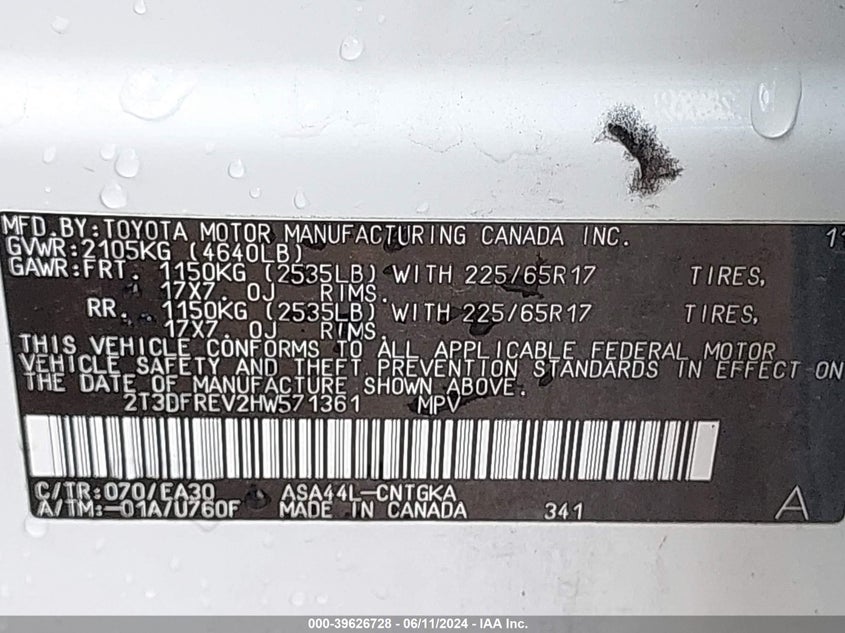 MFD.BY:TOYOTA MOTOR MANUFACTURING CANADA INC. 11
GVWR:2105KG (4640LB)
GAWR:FRT. 1150KG (2535LB) WITH 225/65R17 TIRES,
17X7. 0J RIMS.
RR. 1150KG (2535LB) WITH 225/65R17 TIRES,
17X7. 0J RIMS
THIS VEHICLE CONFORMS TO ALL APPLICABLE FEDERAL MOTOR
VEHICLE SAFETY AND THEFT PREVENTION STANDARDS IN EFFECT ON
THE DATE OF MANUFACTURE SHOWN ABOVE.
2T3DFREV2HW571361 MPV
C/TR:070/EA30 ASA44L-CNTGKA
A/TM:-01A/U760F MADE IN CANADA 341 A
000-39626728 - 06/11/2024 - IAA Inc.